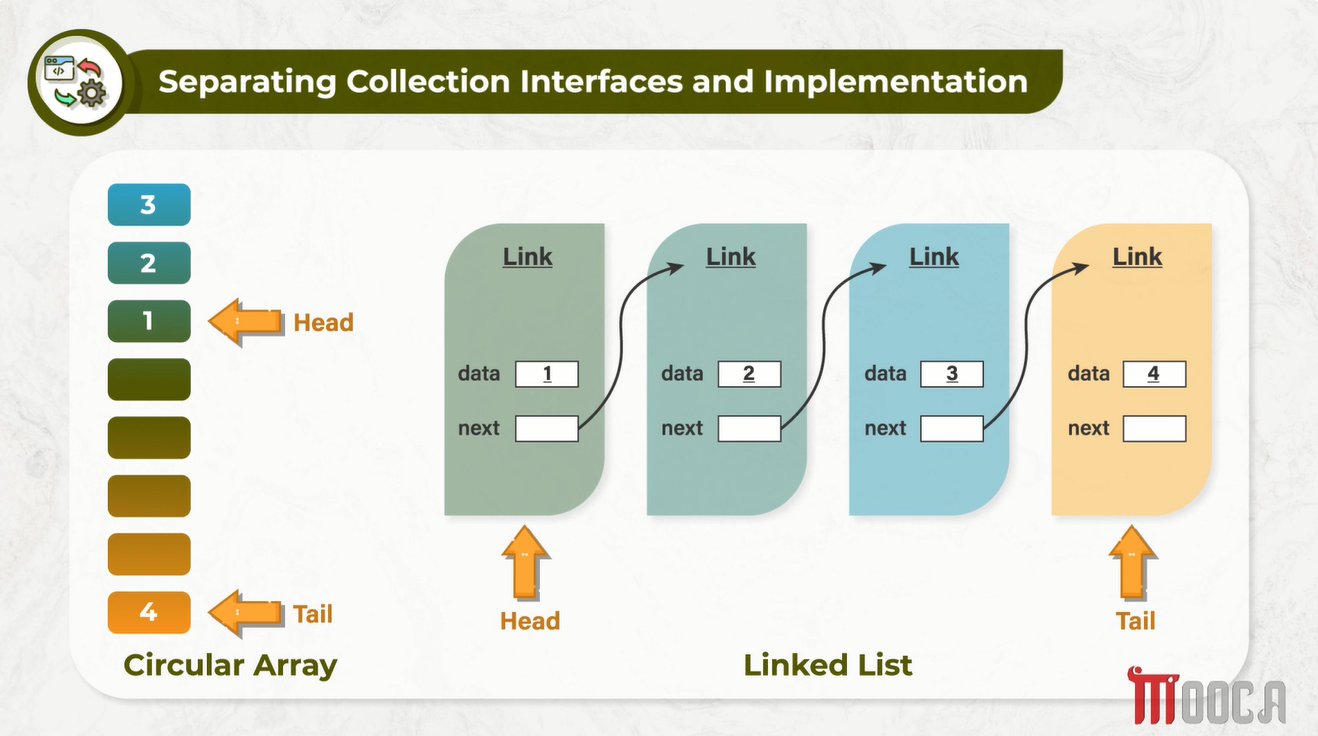 Separating Collection Interfaces and Implementation
3
2
1
Head
4
Tail
Circular Array
Link
data 1
next
Link
data 2
next
Link
data 3
next
Link
data 4
next
Head
Tail
Linked List
MOOCA